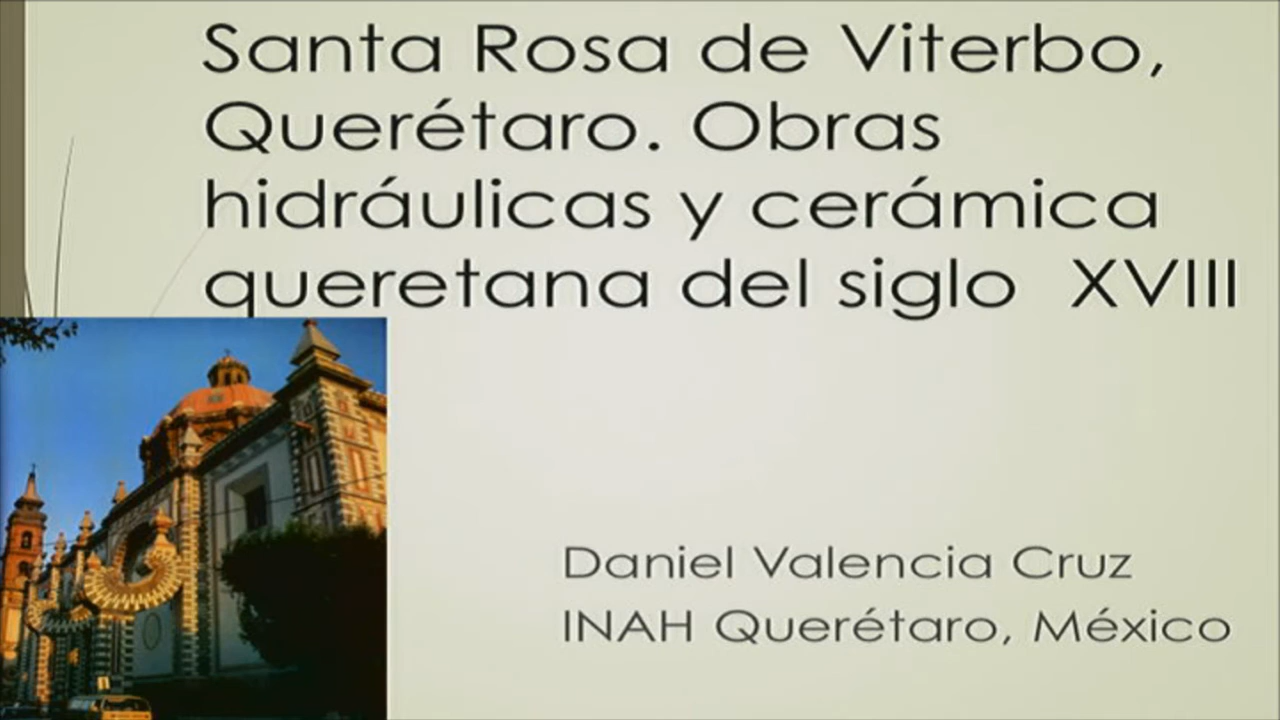 Santa Rosa de Viterbo,
Querétaro. Obras
hidráulicas y cerámica
queretana del siglo XVIII
Daniel Valencia Cruz
INAH Querétaro, México